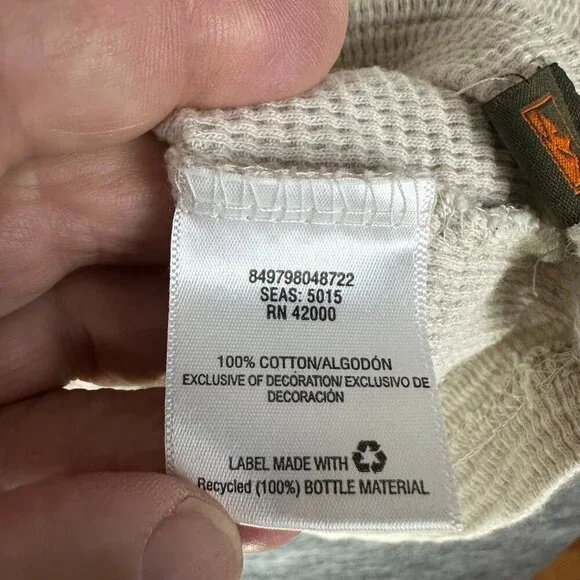 849798048722
SEAS: 5015
RN 42000
100% COTTON/ALGODÓN
EXCLUSIVE OF DECORATION/ EXCLUSIVO DE
DECORACIÓN
LABEL MADE WITH
Recycled (100%) BOTTLE MATERIAL